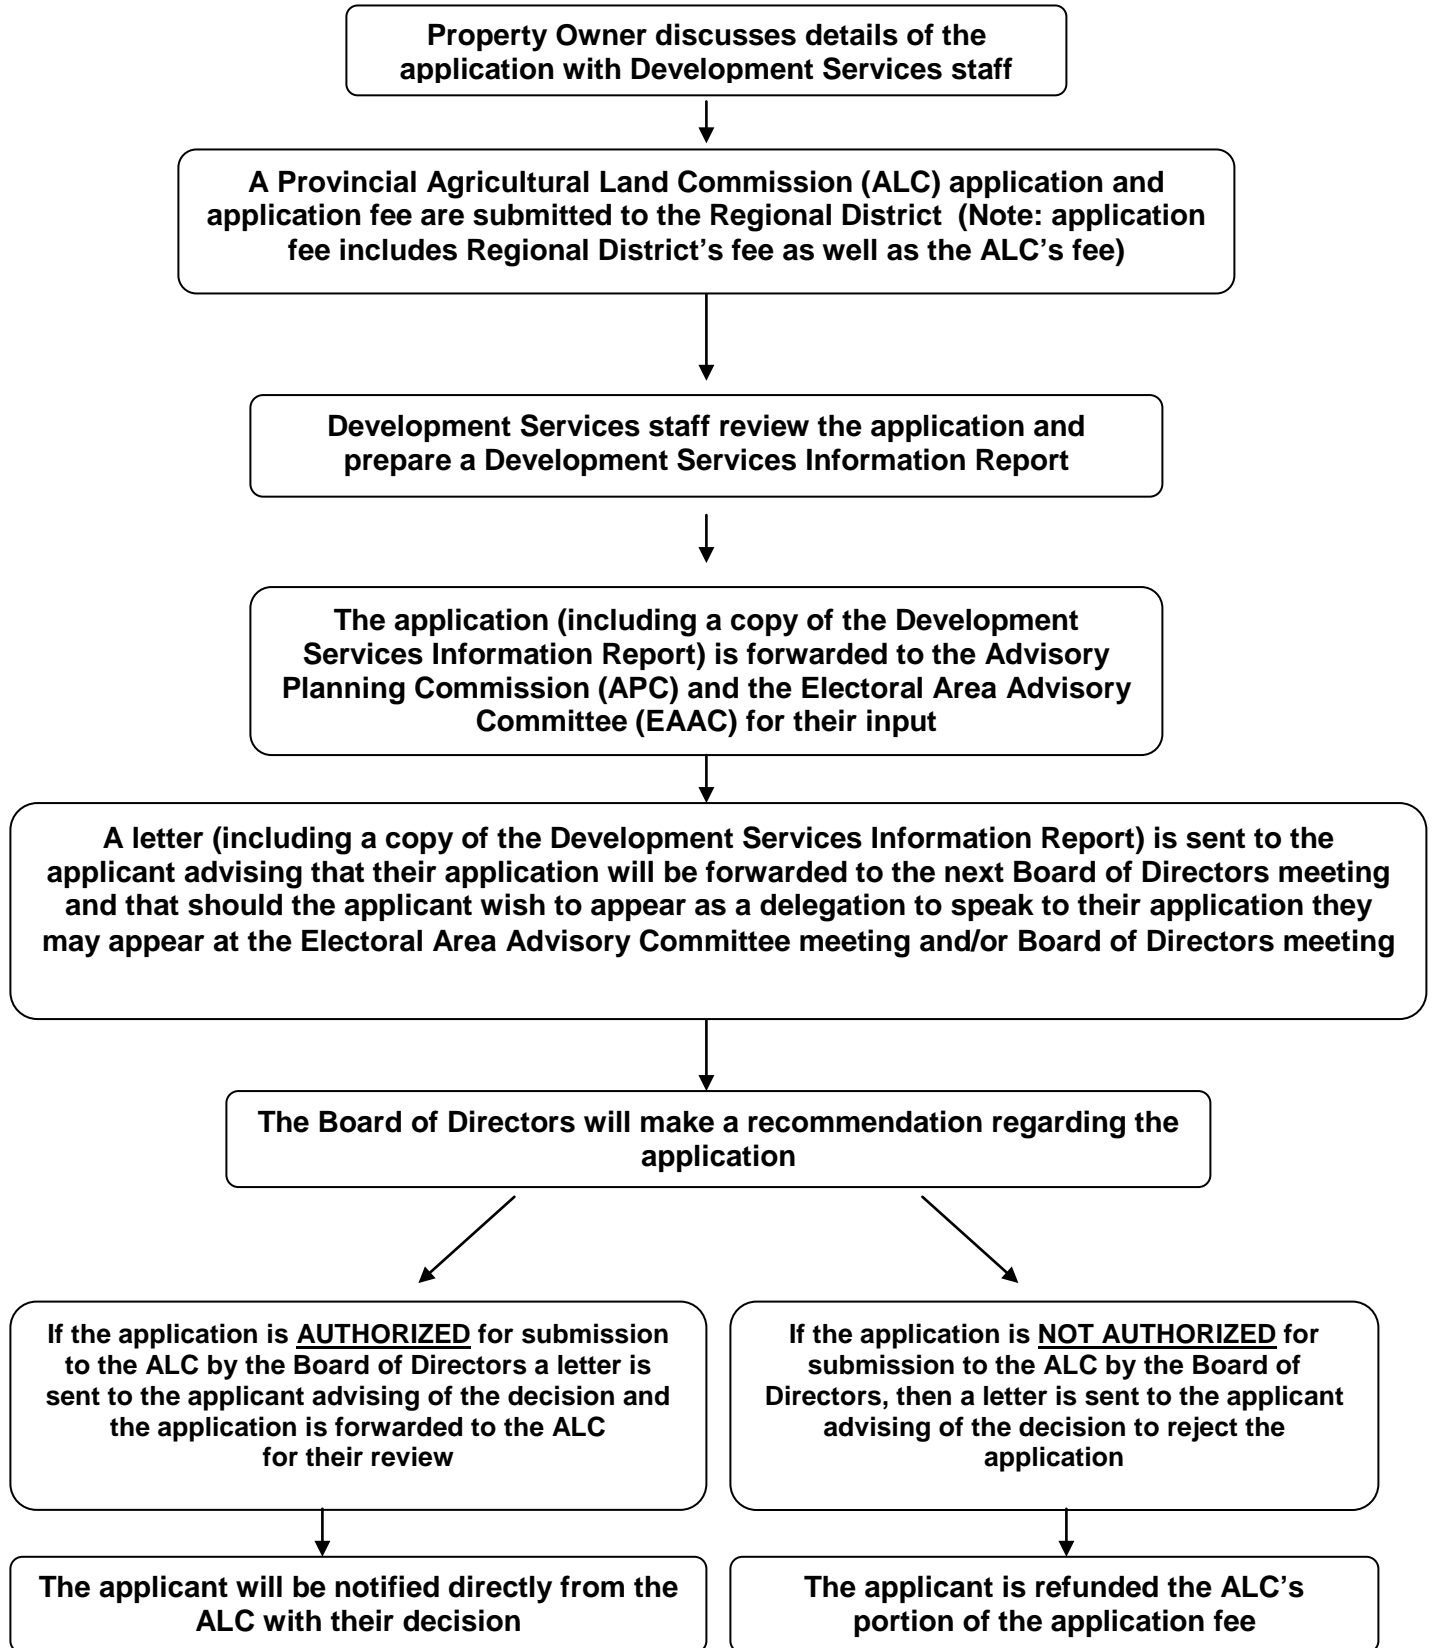 Property Owner discusses details of the
application with Development Services staff
A Provincial Agricultural Land Commission (ALC) application and
application fee are submitted to the Regional District (Note: application
fee includes Regional District's fee as well as the ALC's fee)
Development Services staff review the application and
prepare a Development Services Information Report
The application (including a copy of the Development
Services Information Report) is forwarded to the Advisory
Planning Commission (APC) and the Electoral Area Advisory
Committee (EAAC) for their input
A letter (including a copy of the Development Services Information Report) is sent to the
applicant advising that their application will be forwarded to the next Board of Directors meeting
and that should the applicant wish to appear as a delegation to speak to their application they
may appear at the Electoral Area Advisory Committee meeting and/or Board of Directors meeting
The Board of Directors will make a recommendation regarding the
application
If the application is AUTHORIZED for submission
to the ALC by the Board of Directors a letter is
sent to the applicant advising of the decision and
the application is forwarded to the ALC
for their review
If the application is NOT AUTHORIZED for
submission to the ALC by the Board of
Directors, then a letter is sent to the applicant
advising of the decision to reject the
application
The applicant will be notified directly from the
ALC with their decision
The applicant is refunded the ALC's
portion of the application fee